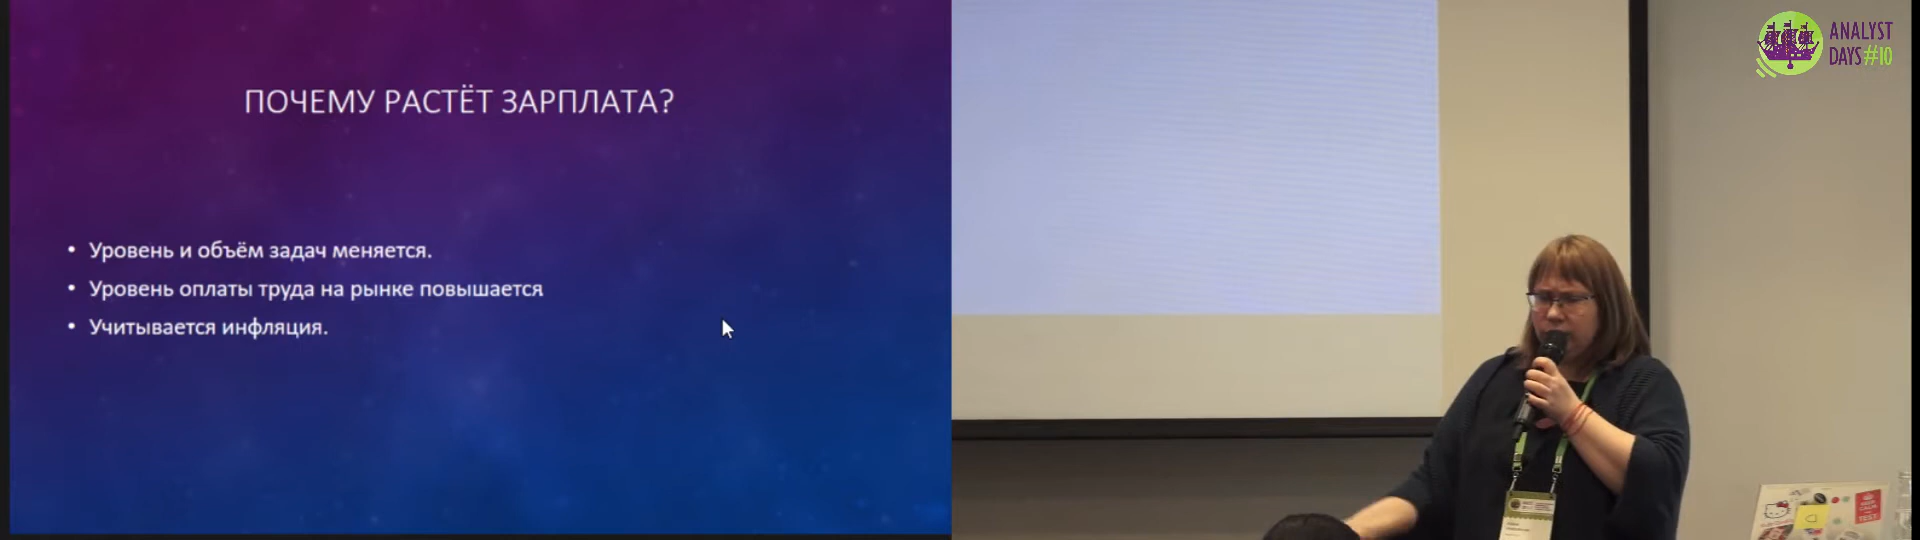 ПОЧЕМУ РАСТЁТ ЗАРПЛАТА?
• Уровень и объём задач меняется.
• Уровень оплаты труда на рынке повышается
• Учитывается инфляция.
ANALYST
DAYS#10